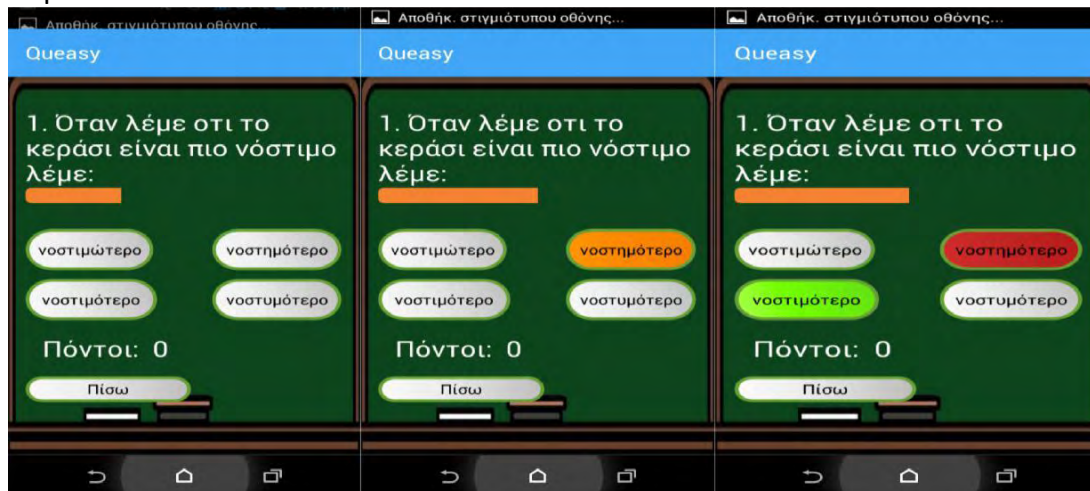 Αποθήκ. στιγμιότυπου οθόνης...
Queasy
1. Όταν λέμε οτι το
κεράσι είναι πιο νόστιμο
λέμε:
νοστιμώτερο νοστημότερο
νοστιμότερο νοστυμότερο
Πόντοι: 0
Πίσω
Αποθήκ. στιγμιότυπου οθόνης...
Queasy
1. Όταν λέμε οτι το
κεράσι είναι πιο νόστιμο
λέμε:
νοστιμώτερο νοστημότερο
νοστιμότερο νοστυμότερο
Πόντοι: 0
Πίσω
Αποθήκ. στιγμιότυπου οθόνης...
Queasy
1. Όταν λέμε οτι το
κεράσι είναι πιο νόστιμο
λέμε:
νοστιμώτερο νοστημότερο
νοστιμότερο νοστυμότερο
Πόντοι: 0
Πίσω